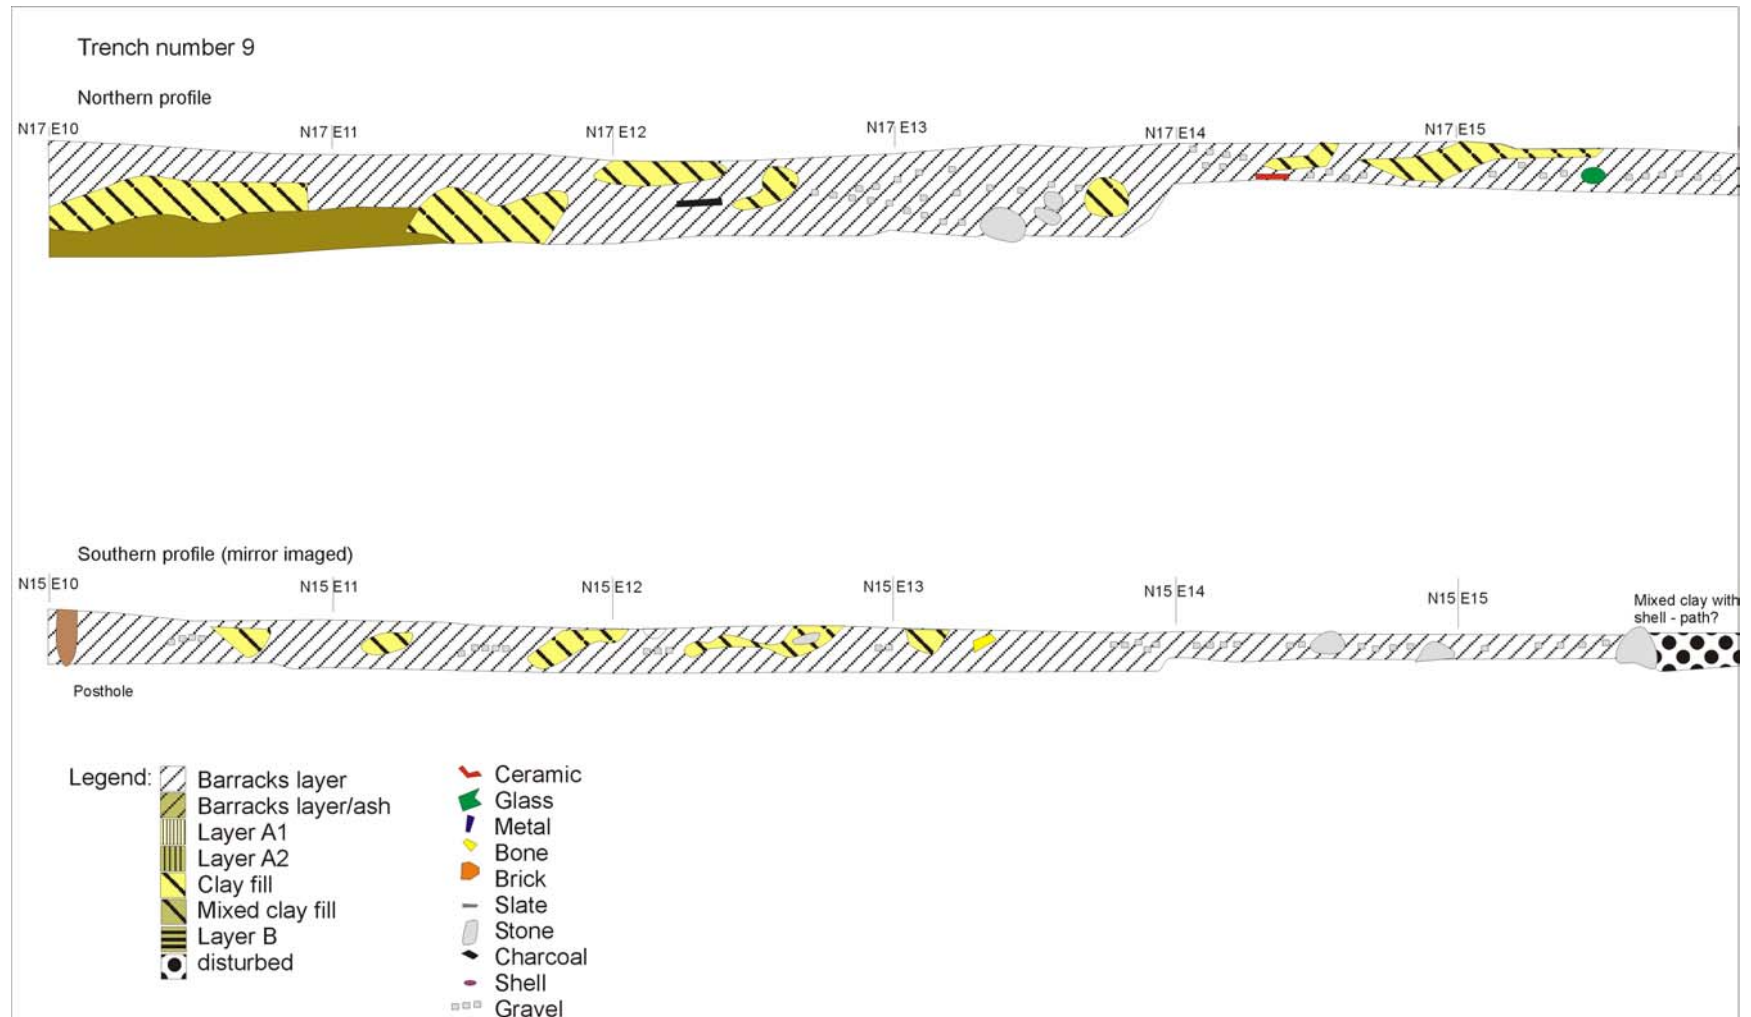 Trench number 9
Northern profile
N17 E10 N17 E11 N17 E12 N17 E13 N17 E14 N17 E15
Southern profile (mirror imaged)
N15 E10 N15 E11 N15 E12 N15 E13 N15 E14 N15 E15
Mixed clay with
shell - path?
Posthole
Legend:
Barracks layer
Barracks layer/ash
Layer A1
Layer A2
Clay fill
Mixed clay fill
Layer B
disturbed
Ceramic
Glass
Metal
Bone
Brick
Slate
Stone
Charcoal
Shell
Gravel